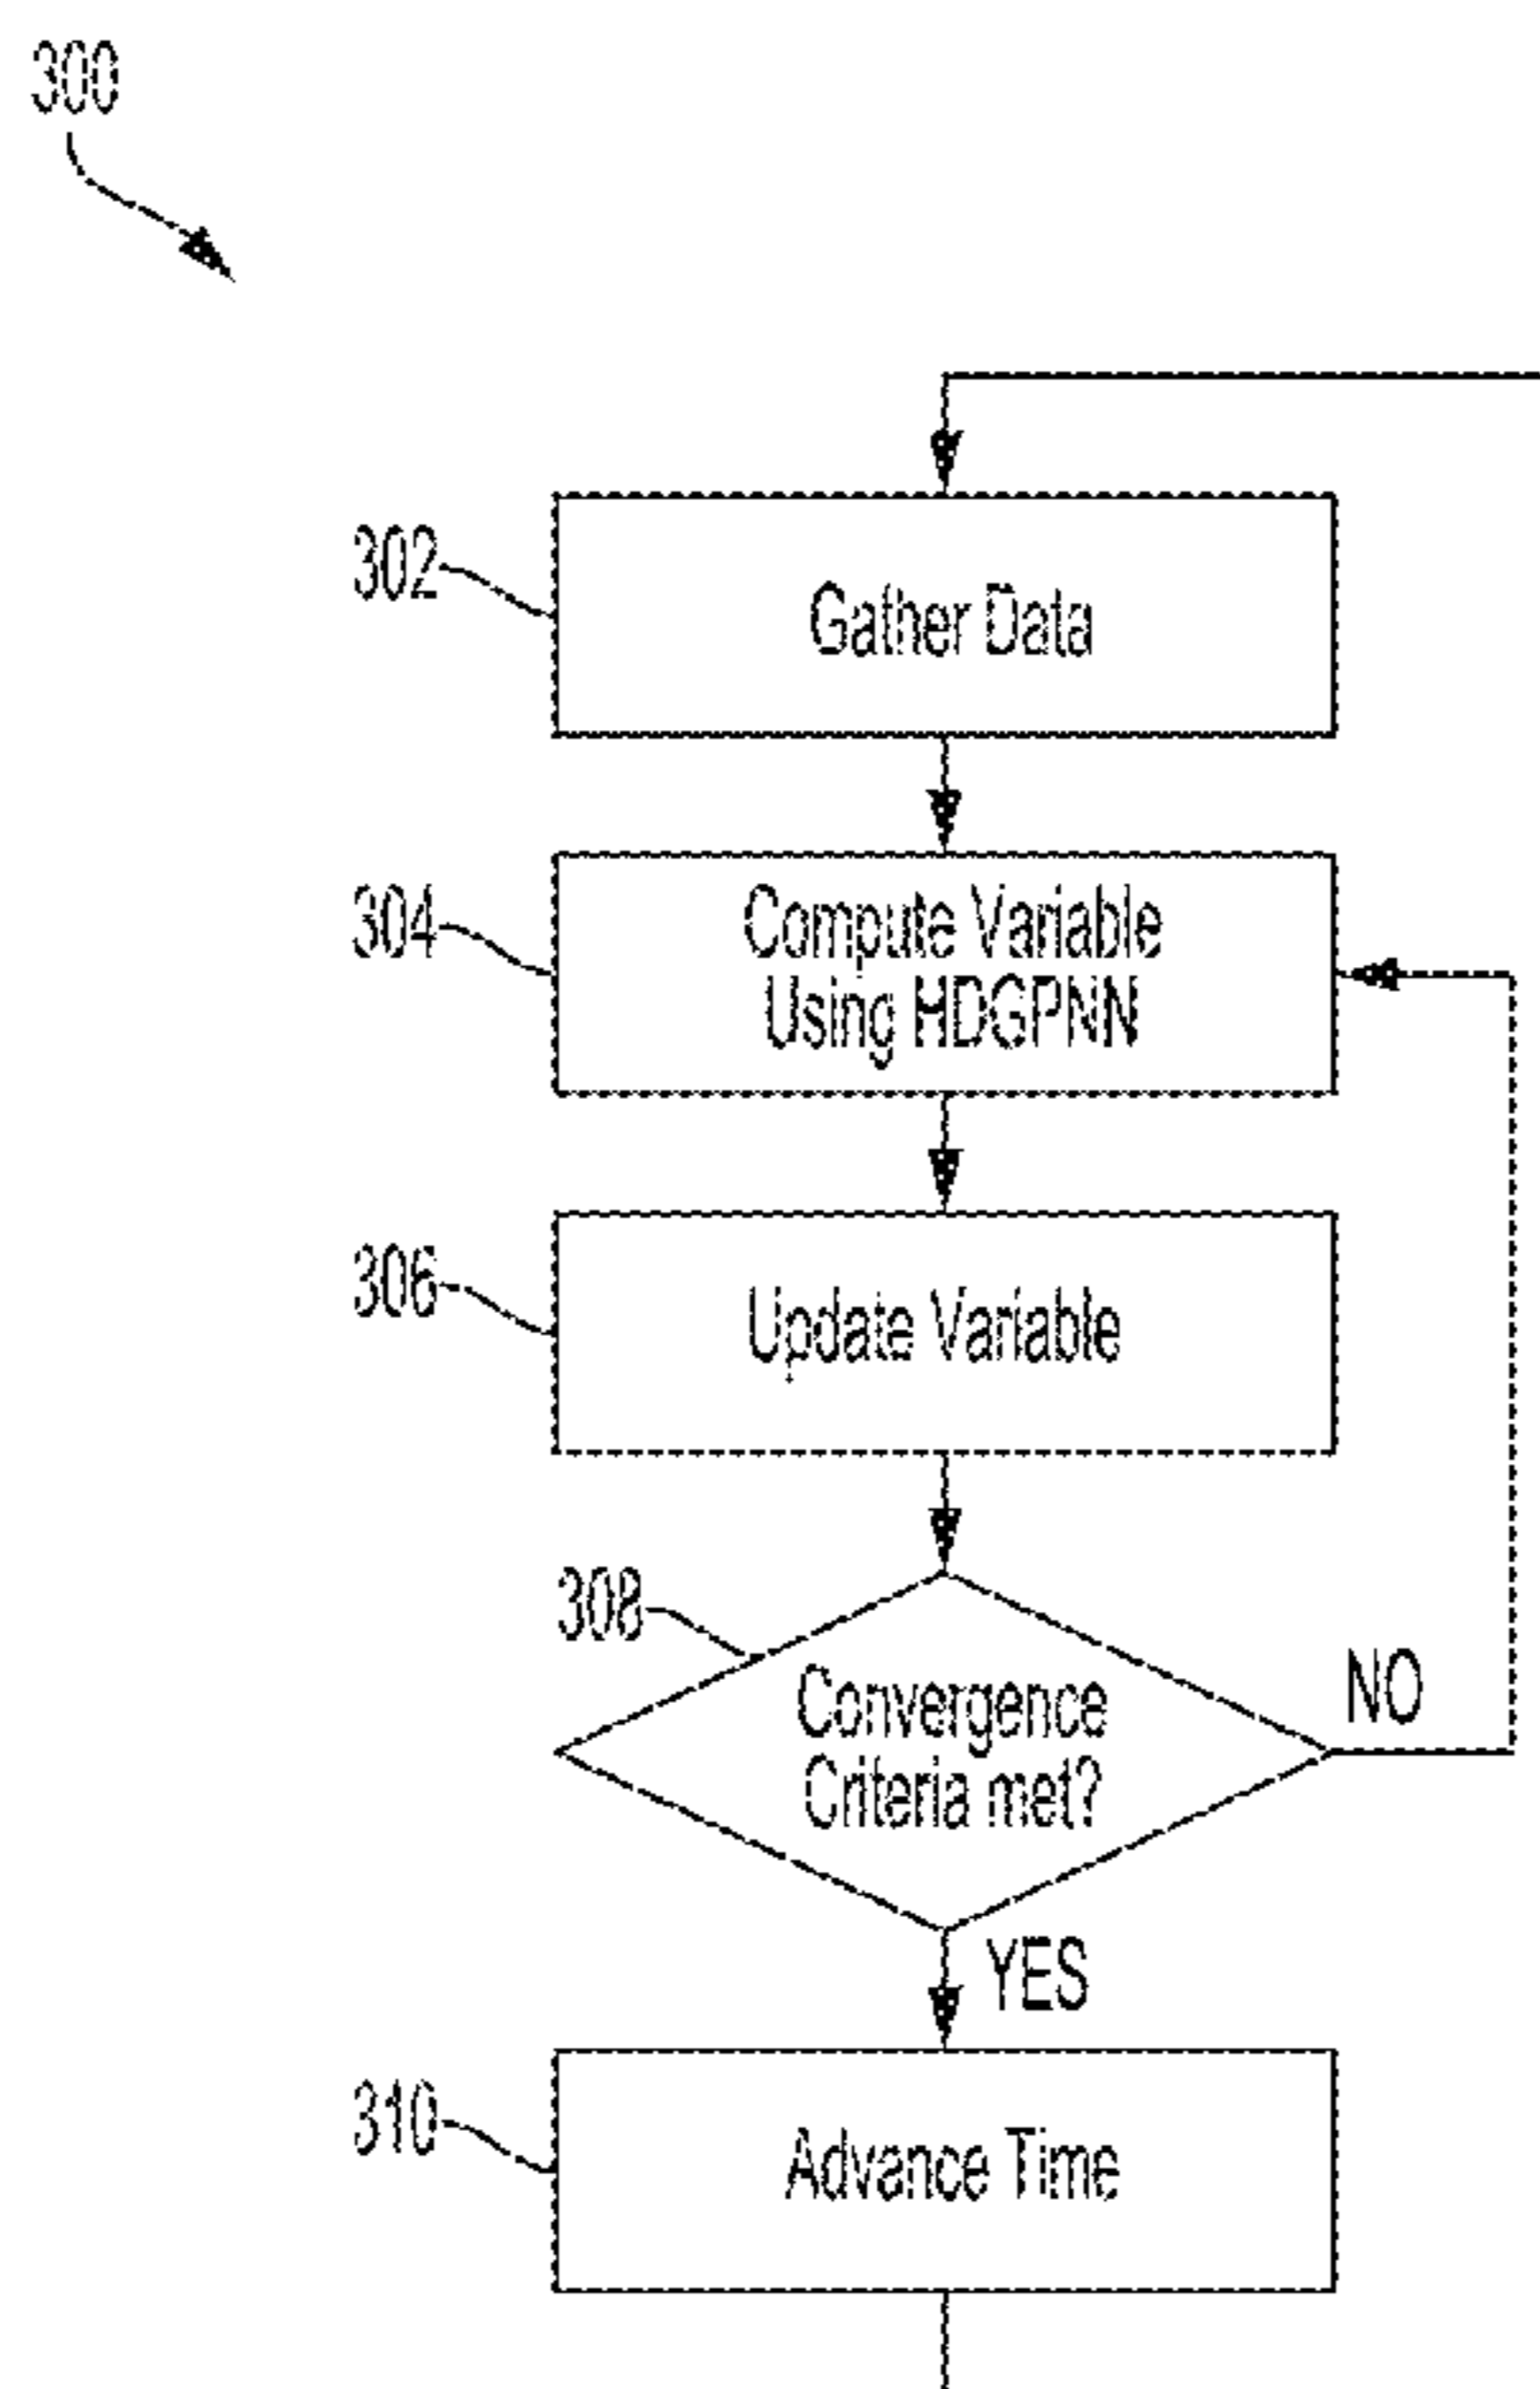 300
302
Gather Data
304
Compute Variable
Using HDGPNN
306
Update Variable
308
Convergence
Criteria met?
NO
YES
310
Advance Time